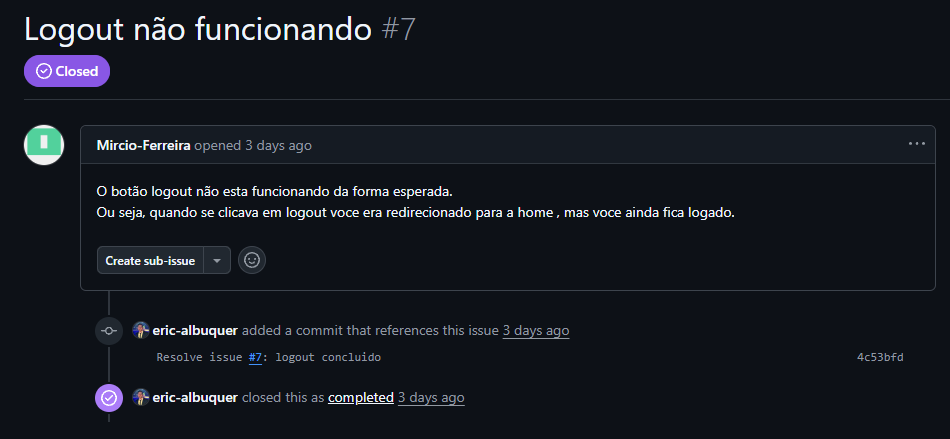 Logout não funcionando #7
Closed
Mircio-Ferreira opened 3 days ago
O botão logout não esta funcionando da forma esperada.
Ou seja, quando se clicava em logout voce era redirecionado para a home , mas voce ainda fica logado.
Create sub-issue
eric-albuquer added a commit that references this issue 3 days ago
Resolve issue #7: logout concluido 4c53bfd
eric-albuquer closed this as completed 3 days ago